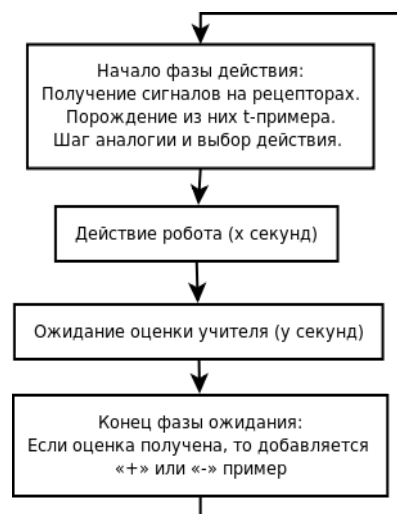 Начало фазы действия:
Получение сигналов на рецепторах.
Порождение из них t-примера.
Шаг аналогии и выбор действия.
Действие робота (x секунд)
Ожидание оценки учителя (y секунд)
Конец фазы ожидания:
Если оценка получена, то добавляется
«+» или «-» пример